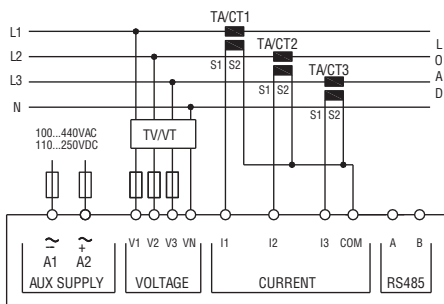 TA/CT1
L1
L2
TA/CT2
S1 S2
L3
TA/CT3
S1 S2
N
S1 S2
L
O
A
D
100...440VAC
110...250VDC
TV/VT
~ ~
– +
V1 V2 V3 VN I1 I2 I3 COM A B
A1 A2
AUX SUPPLY VOLTAGE CURRENT RS485